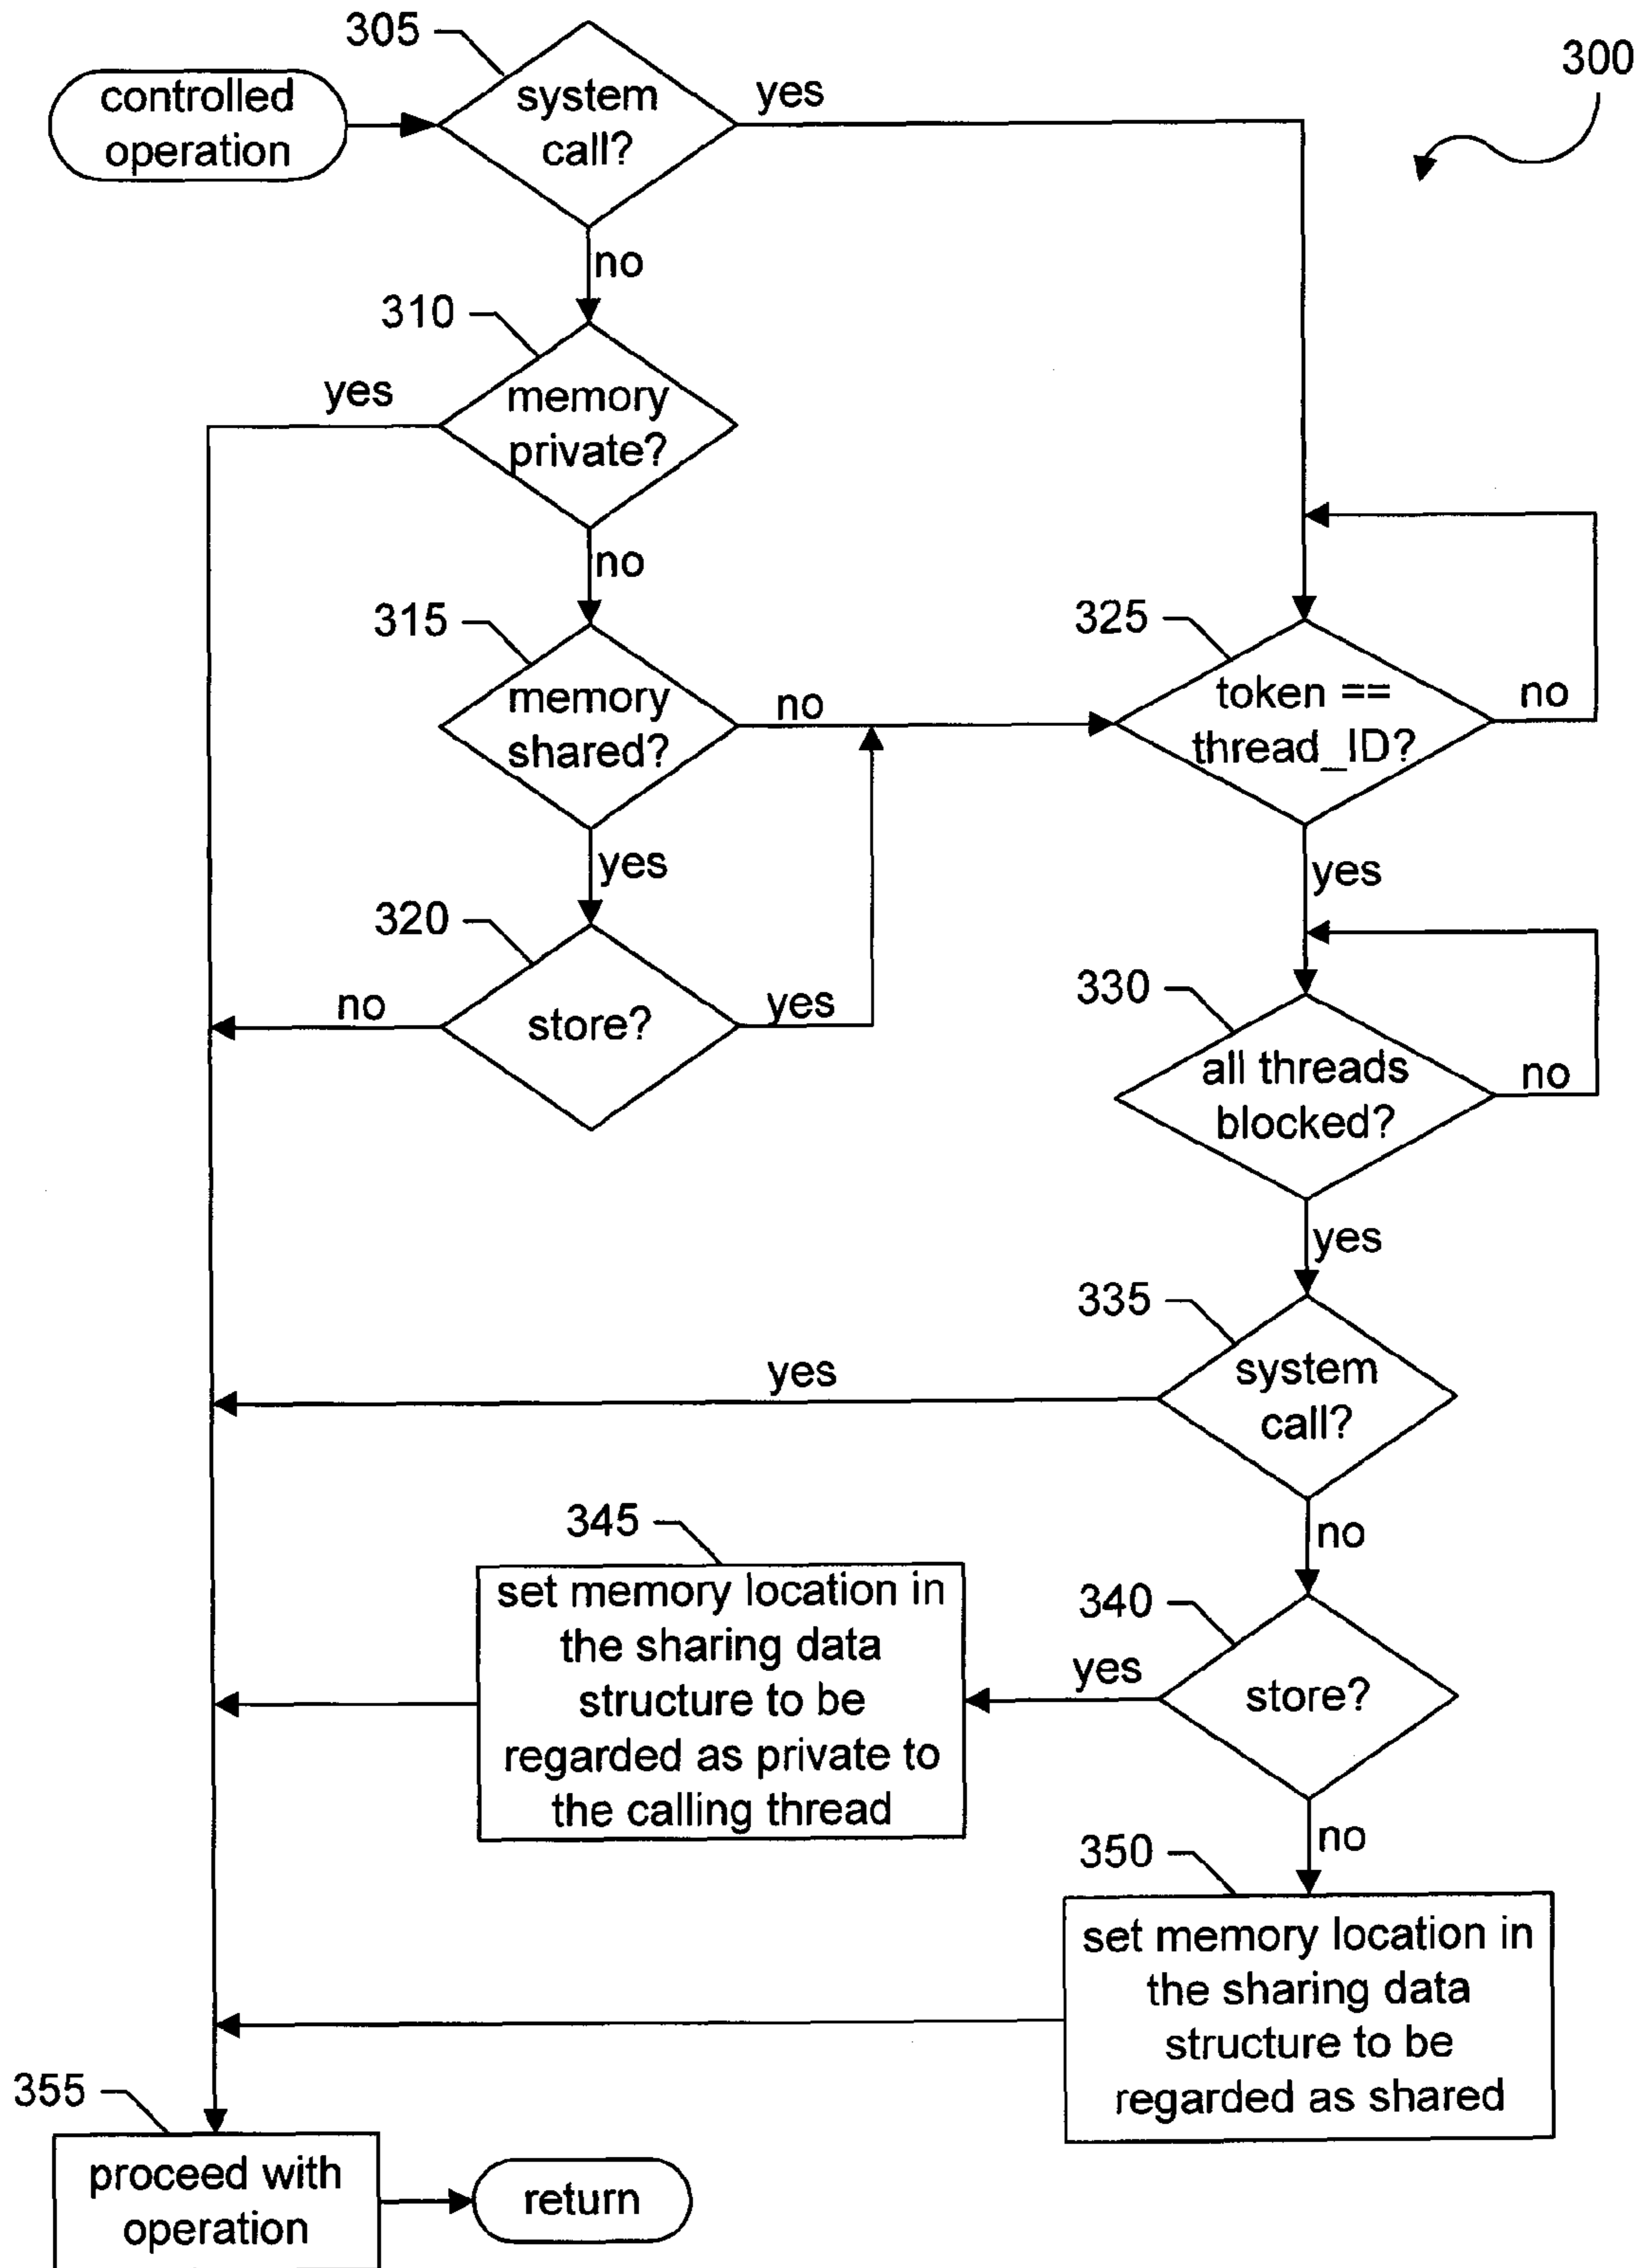 305
300
controlled
operation
system
call?
yes
no
310
yes
memory
private?
no
315
325
memory
shared?
no
token ==
thread_ID?
no
yes
yes
320
330
no
store?
yes
all threads
blocked?
no
yes
335
yes
system
call?
345
no
set memory location in
the sharing data
structure to be
regarded as private to
the calling thread
340
yes
store?
no
350
set memory location in
the sharing data
structure to be
regarded as shared
355
proceed with
operation
return